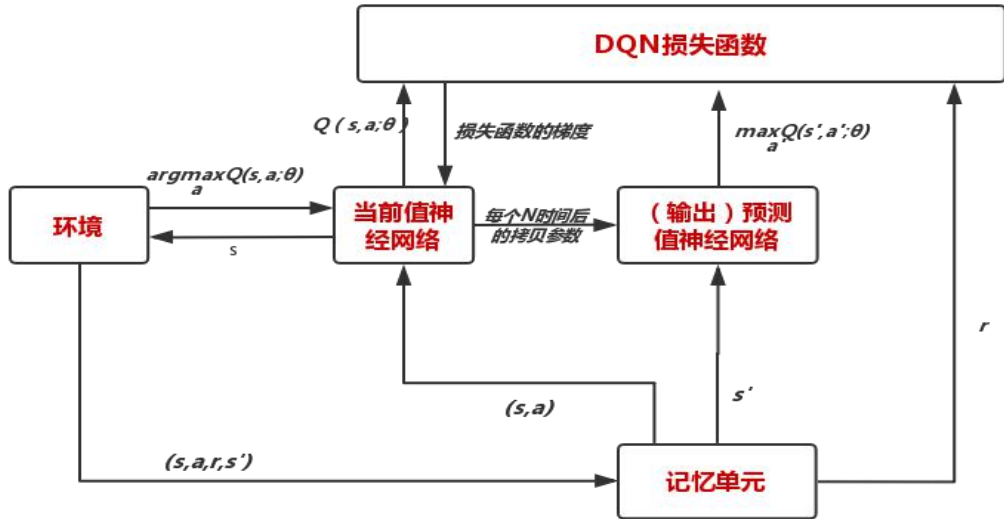 DQN损失函数
Q ( s,a;θ )
损失函数的梯度
maxQ(s',a';θ)
a'
argmaxQ(s,a;θ)
a
环境
s
当前值神
经网络
每个N时间后
的拷贝参数
（输出）预测
值神经网络
r
(s,a)
s'
(s,a,r,s')
记忆单元